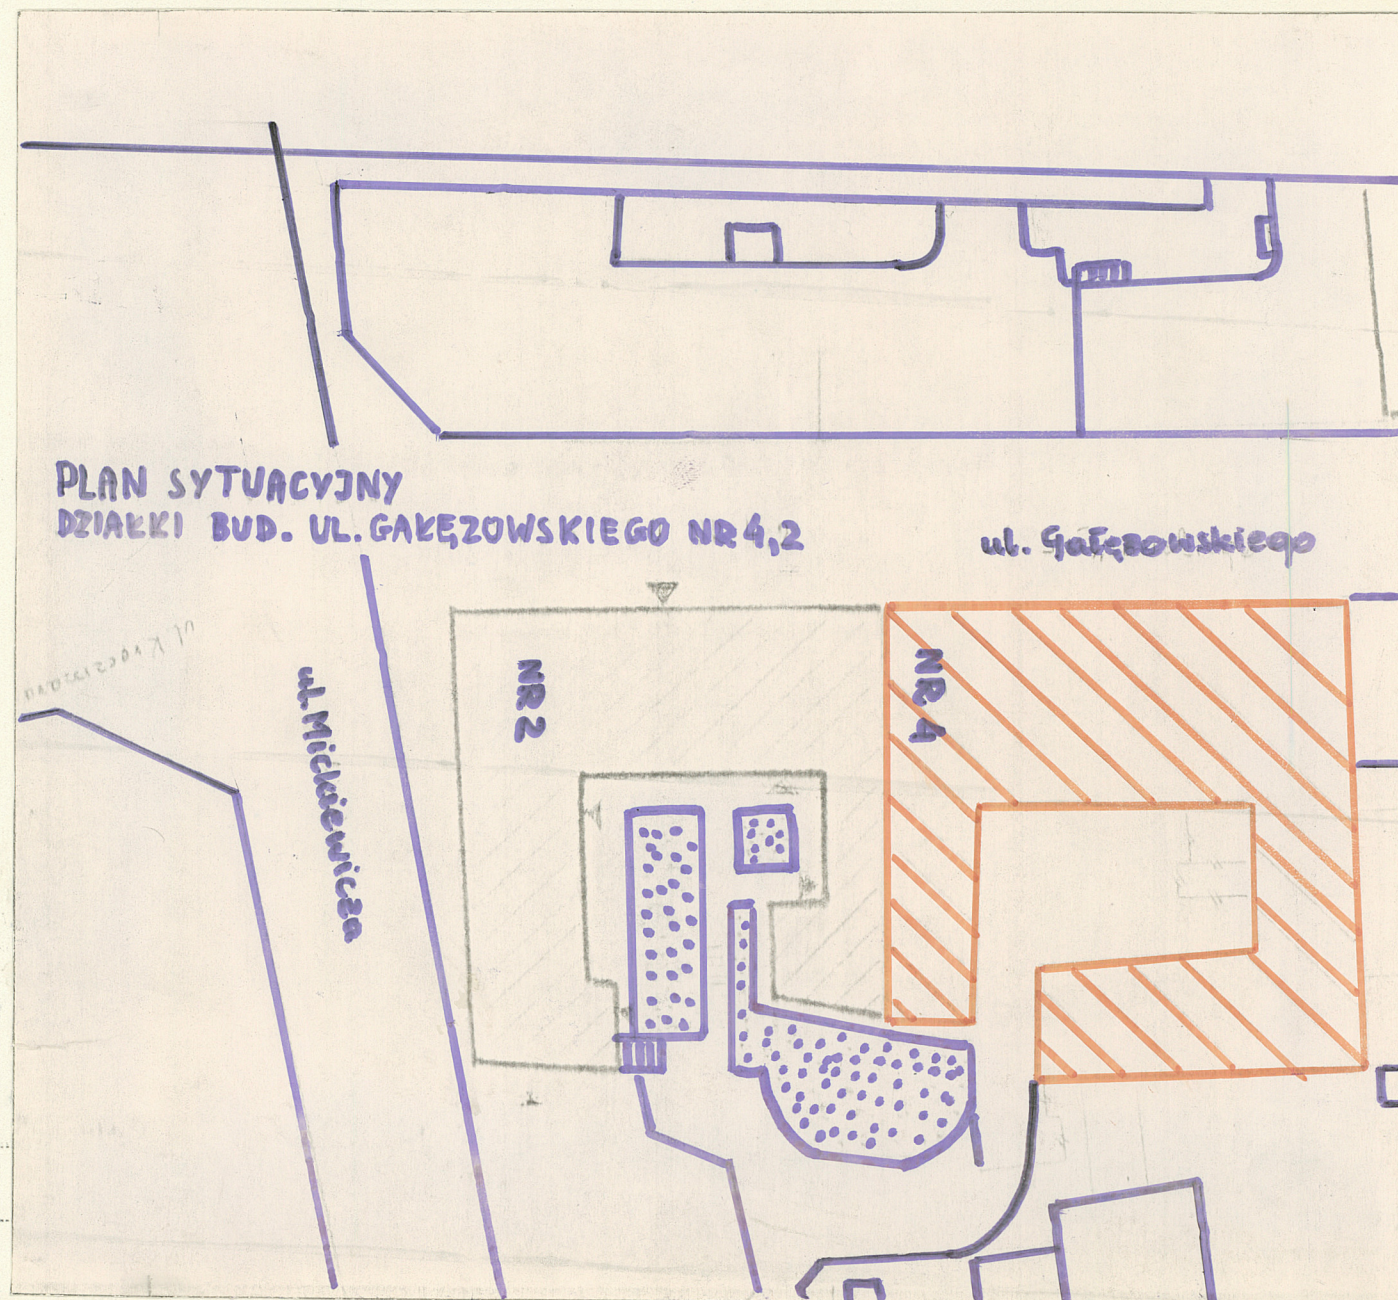 PLAN SYTUACYJNY
DZIAŁKI BUD. UL. GAŁĘZOWSKIEGO NR 4,2
ul. Gałęzowskiego
NR 2
NR 4
ul. Mickiewicza